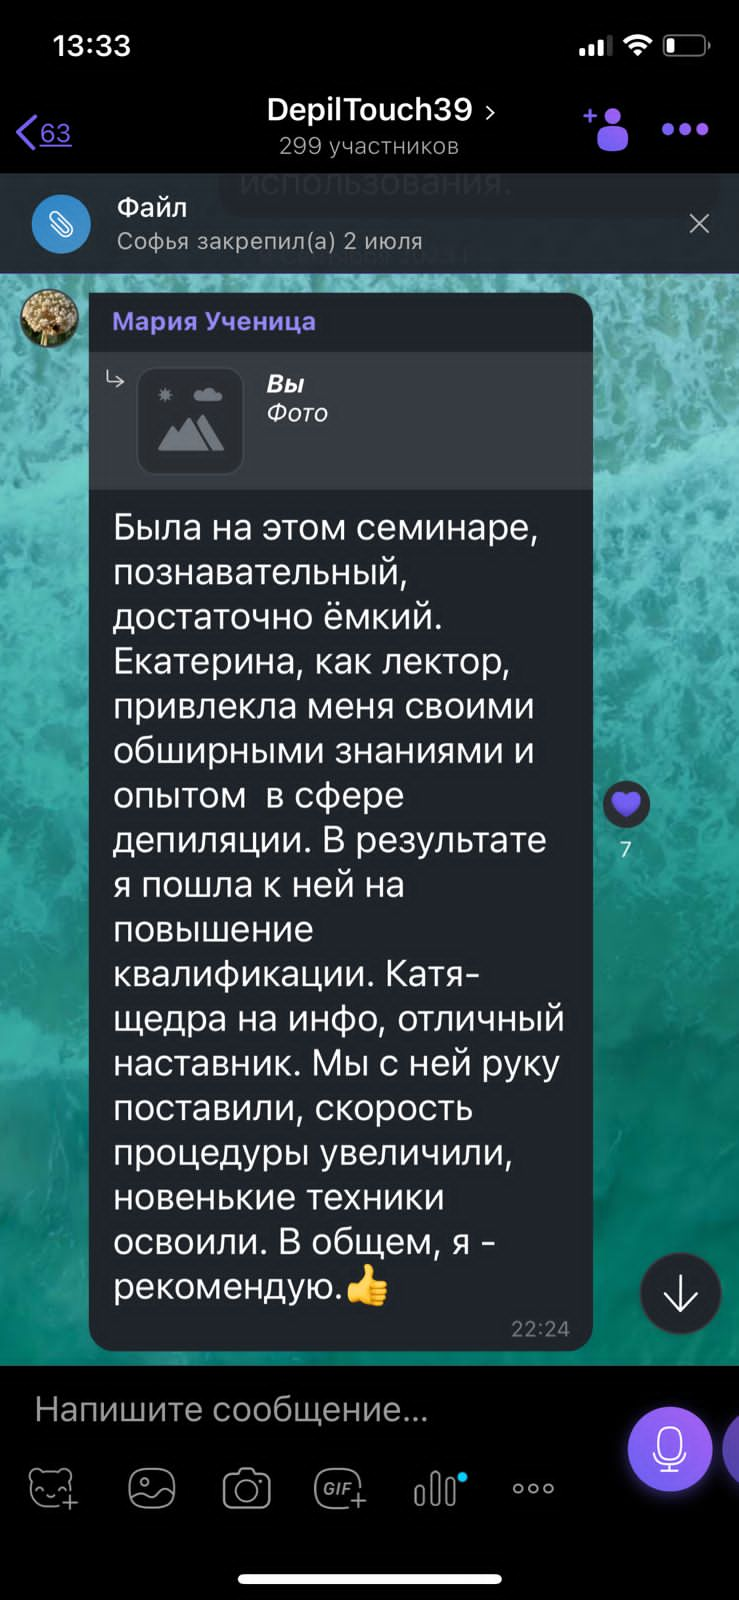 13:33
63
DepilTouch39 >
299 участников
использования.
Файл
Софья закрепил(а) 2 июля
Мария Ученица
Вы
Фото
Была на этом семинаре,
познавательный,
достаточно ёмкий.
Екатерина, как лектор,
привлекла меня своими
обширными знаниями и
опытом  в сфере
депиляции. В результате
я пошла к ней на
повышение
квалификации. Катя-
щедра на инфо, отличный
наставник. Мы с ней руку
поставили, скорость
процедуры увеличили,
новенькие техники
освоили. В общем, я -
рекомендую.👍
7
22:24
Напишите сообщение...
GIF